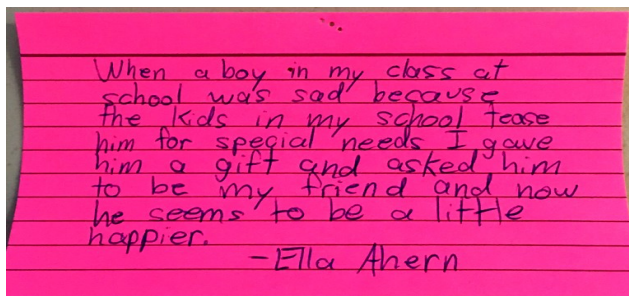 When a boy in my class at
school was sad because
the kids in my school tease
him for special needs I gave
him a gift and asked him
to be my friend and now
he seems to be a little
happier.
-Ella Ahern